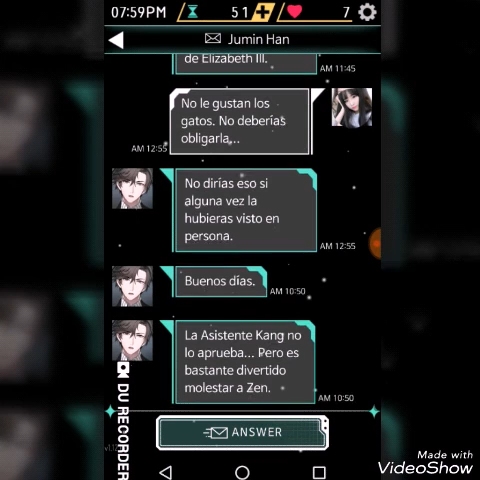 07:59PM 51 7
Jumin Han
de Elizabeth III.
AM 11:45
No le gustan los
gatos. No deberías
obligarla...
AM 12:55
No dirías eso si
alguna vez la
hubieras visto en
persona.
AM 12:55
Buenos días.
AM 10:50
La Asistente Kang no
lo aprueba... Pero es
bastante divertido
molestar a Zen.
AM 10:50
ANSWER
DU RECORDER
Made with
VideoShow